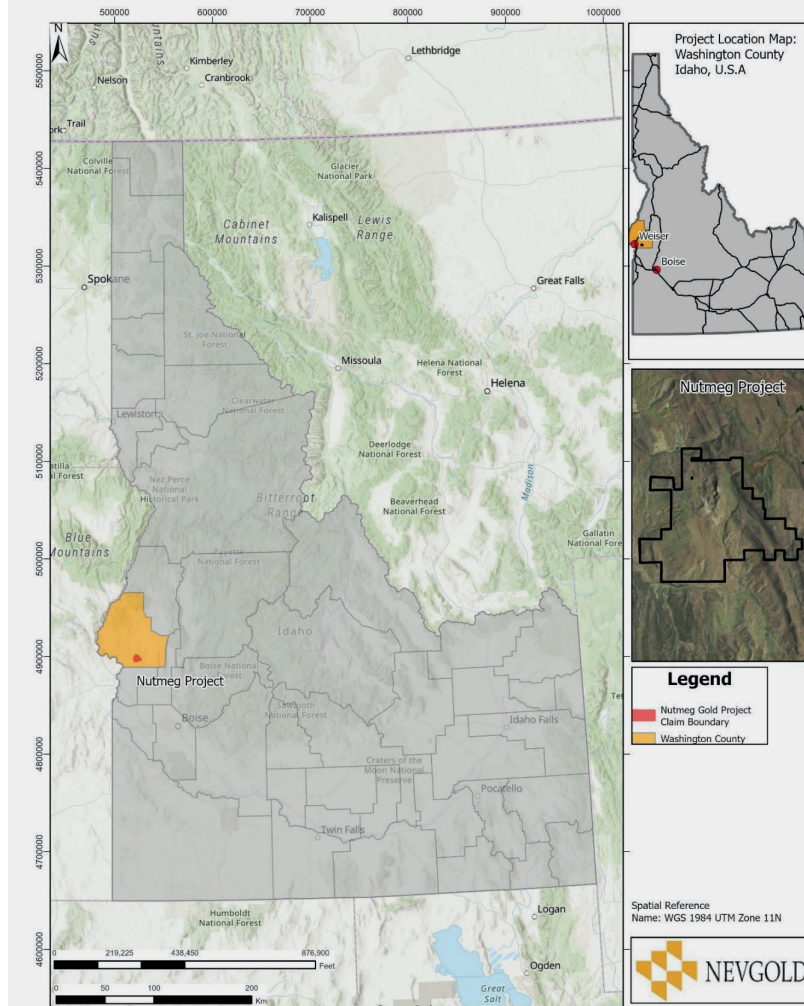 500000 600000 700000 800000 900000 1000000
N
5500000
5400000
5300000
5200000
5100000
5000000
4900000
4800000
4700000
4600000
Lethbridge
Kimberley
Cranbrook
Nelson
Trail
Colville
National Forest
Glacier
National Park
Cabinet
Mountains
Lewis
Range
Kalispell
Spokane
Great Falls
St. Joe National
Forest
Missoula
Helena National
Forest
Helena
Lewiston
Clearwater
National Forest
Deerlodge
National Forest
Madison
atilla
al Forest
Nez Perce
National
Historical Park
Bitterroot
Range
Beaverhead
National Forest
Gallatin
National Fore
Blue
Mountains
Payette
National Forest
Idaho
Boise National
Forest
Nutmeg Project
Sawtooth
National Forest
Boise
Idaho Falls
Craters of the
Moon National
Preserve
Pocatello
Twin Falls
Humboldt
National Forest
Logan
Ogden
Great
Salt
0 219,225 438,450 876,900
Feet
0 50 100 200
Km
Project Location Map:
Washington County
Idaho, U.S.A
Weiser
Boise
Nutmeg Project
Legend
Nutmeg Gold Project
Claim Boundary
Washington County
Spatial Reference
Name: WGS 1984 UTM Zone 11N
NEVGOLD